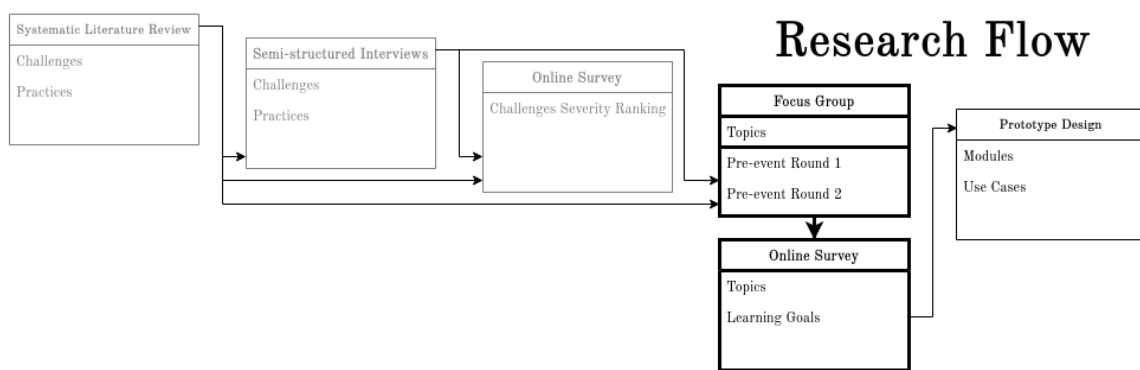 Research Flow
Systematic Literature Review
Challenges
Practices
Semi-structured Interviews
Challenges
Practices
Online Survey
Challenges Severity Ranking
Focus Group
Topics
Pre-event Round 1
Pre-event Round 2
Online Survey
Topics
Learning Goals
Prototype Design
Modules
Use Cases